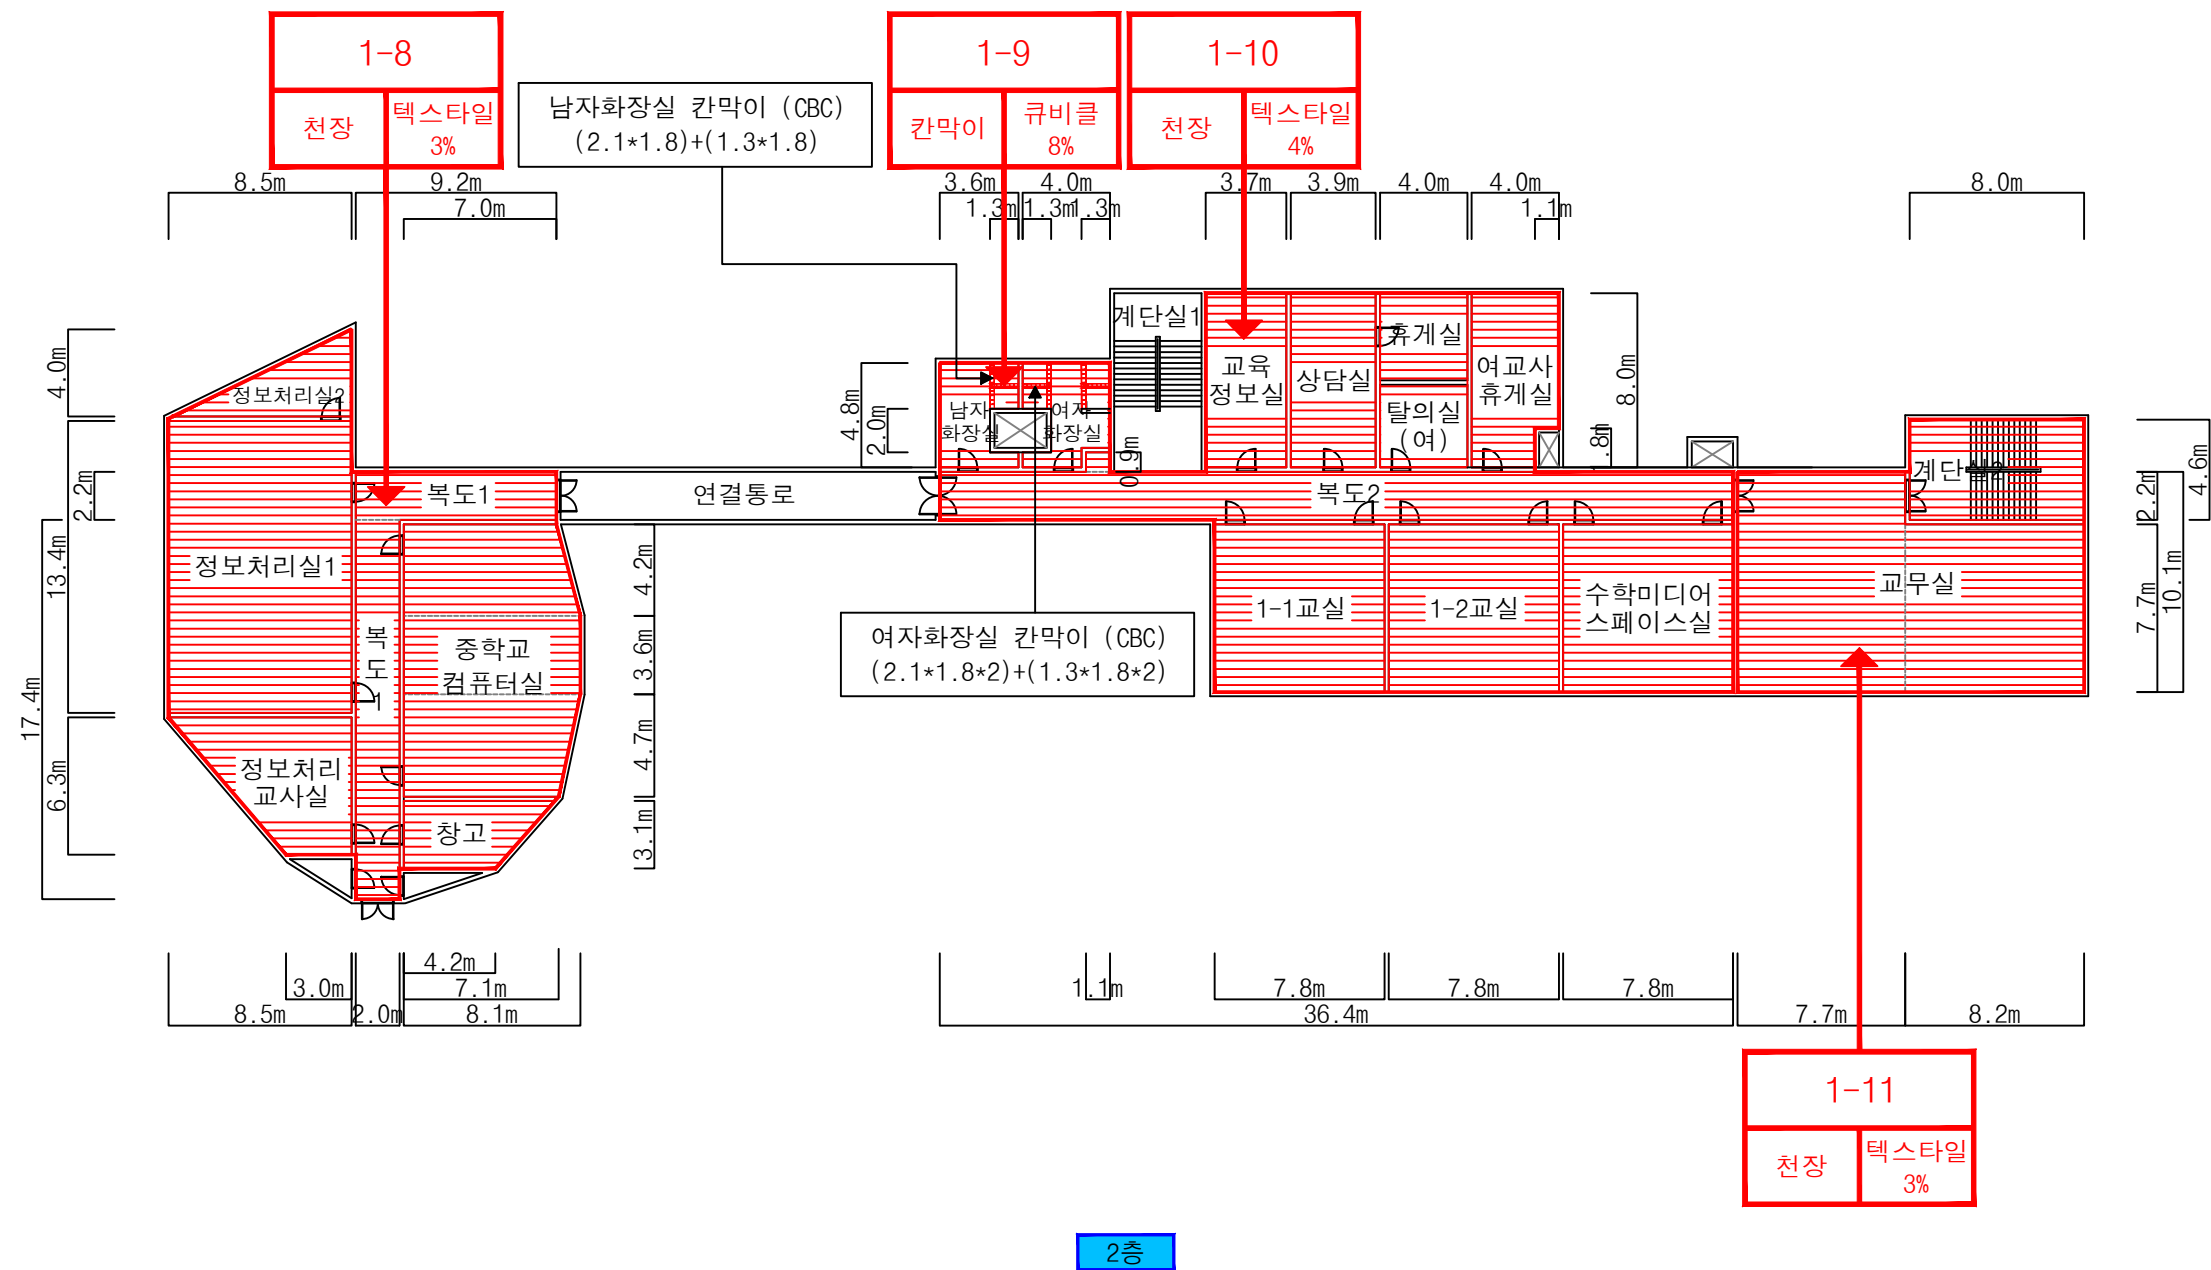 1-8
천장
텍스타일
3%
남자화장실 칸막이 (CBC)
(2.1*1.8)+(1.3*1.8)
1-9
칸막이
큐비클
8%
1-10
천장
텍스타일
4%
8.5m
9.2m
7.0m
3.6m
4.0m
1.3m
1.3m
1.3m
3.7m
3.9m
4.0m
4.0m
1.1m
8.0m
4.0m
2.2m
13.4m
17.4m
6.3m
4.8m
2.0m
0.9m
8.0m
1.8m
4.6m
2.2m
10.1m
7.7m
4.2m
3.6m
4.7m
3.1m
정보처리실2
정보처리실1
정보처리
교사실
복도1
복
도
1
중학교
컴퓨터실
창고
연결통로
남자
화장실
여자
화장실
계단실1
교육
정보실
상담실
휴게실
탈의실
(여)
여교사
휴게실
복도2
계단실2
1-1교실
1-2교실
수학미디어
스페이스실
교무실
여자화장실 칸막이 (CBC)
(2.1*1.8*2)+(1.3*1.8*2)
4.2m
3.0m
7.1m
8.5m
2.0m
8.1m
1.1m
7.8m
7.8m
7.8m
36.4m
7.7m
8.2m
1-11
천장
텍스타일
3%
2층